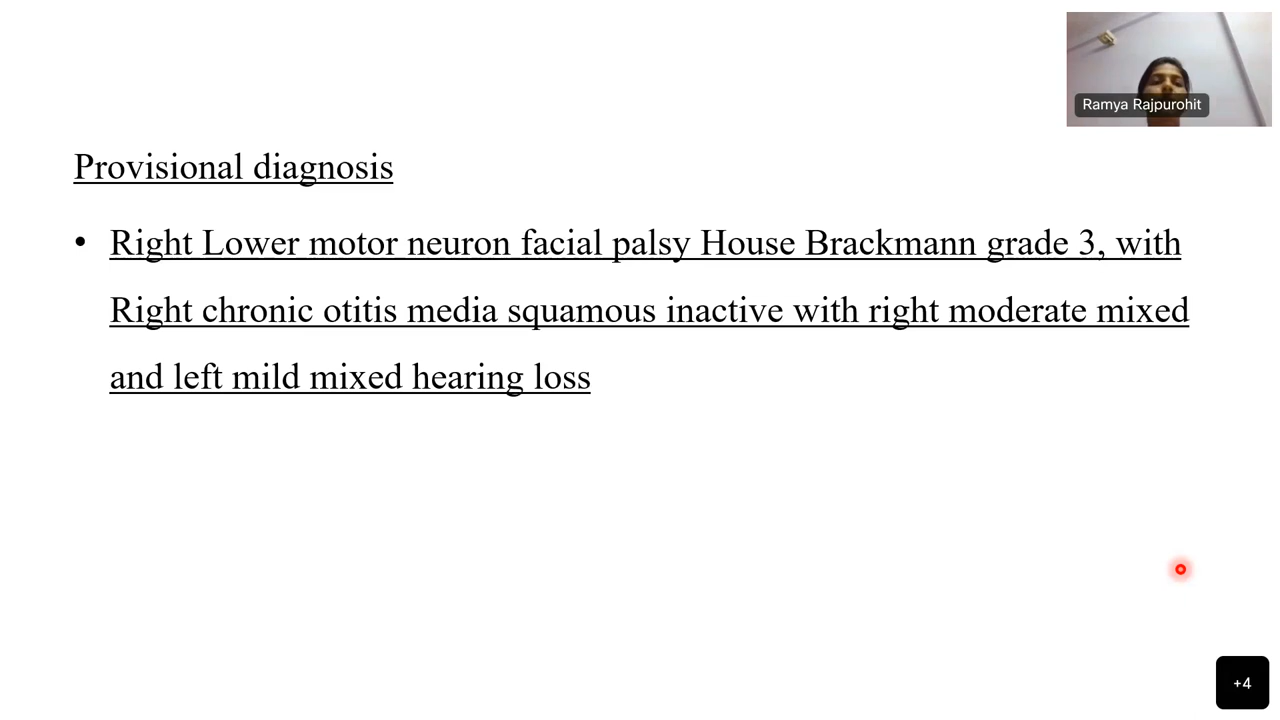 Ramya Rajpurohit
Provisional diagnosis
• Right Lower motor neuron facial palsy House Brackmann grade 3, with
Right chronic otitis media squamous inactive with right moderate mixed
and left mild mixed hearing loss
+4